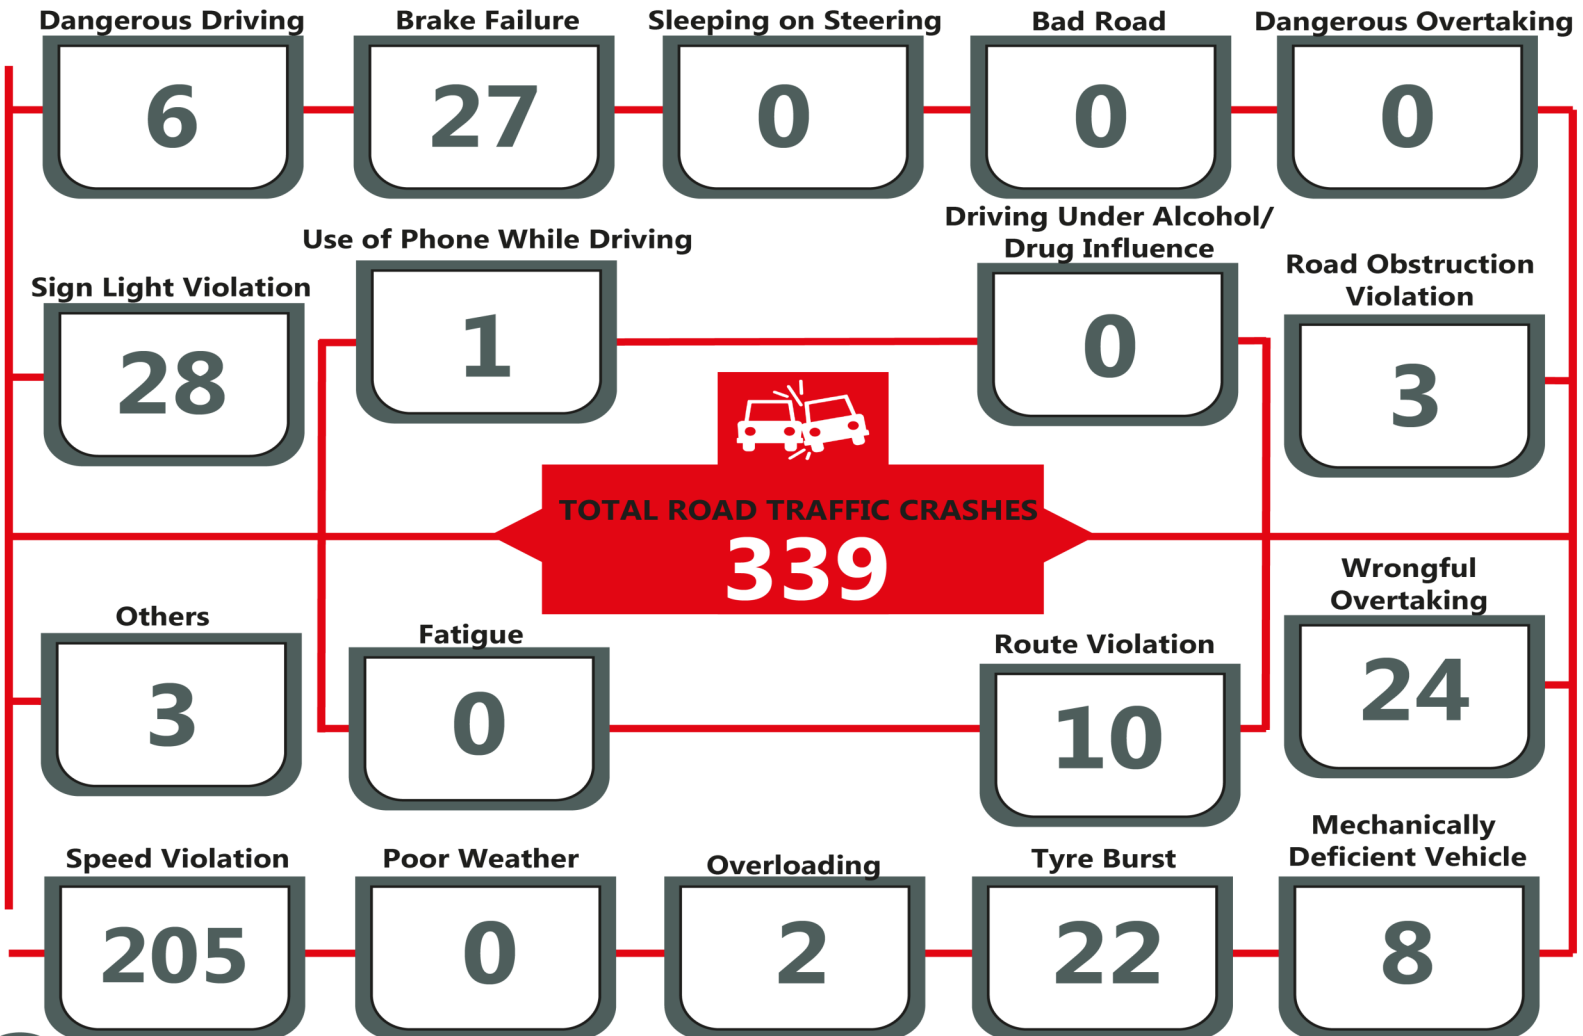 Dangerous Driving
6
Brake Failure
27
Sleeping on Steering
0
Bad Road
0
Dangerous Overtaking
0
Sign Light Violation
28
Use of Phone While Driving
1
Driving Under Alcohol/
Drug Influence
0
Road Obstruction
Violation
3
TOTAL ROAD TRAFFIC CRASHES
339
Others
3
Fatigue
0
Route Violation
10
Wrongful
Overtaking
24
Speed Violation
205
Poor Weather
0
Overloading
2
Tyre Burst
22
Mechanically
Deficient Vehicle
8